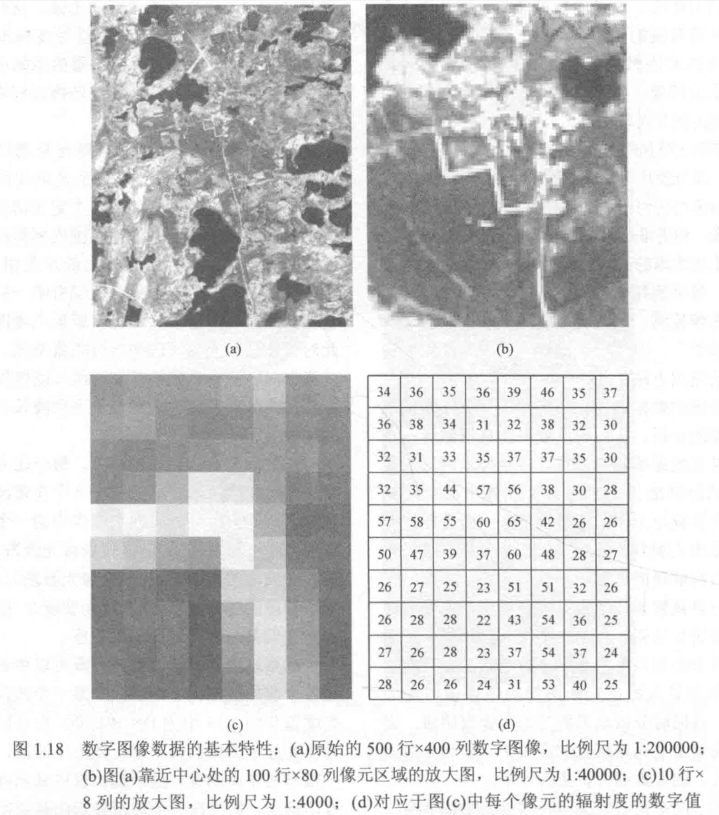 (a)
(b)
34 36 35 36 39 46 35 37
36 38 34 31 32 38 32 30
32 31 33 35 37 37 35 30
32 35 44 57 56 38 30 28
57 58 55 60 65 42 26 26
50 47 39 37 60 48 28 27
26 27 25 23 51 51 32 26
26 28 28 22 43 54 36 25
27 26 28 23 37 54 37 24
28 26 26 24 31 53 40 25
(c)
(d)
图 1.18 数字图像数据的基本特性；(a)原始的 500 行×400 列数字图像，比例尺为 1:200000；
(b)图(a)靠近中心处的 100 行×80 列像元区域的放大图，比例尺为 1:40000；(c)10 行×
8 列的放大图，比例尺为 1:4000；(d)对应于图(c)中每个像元的辐射度的数字值